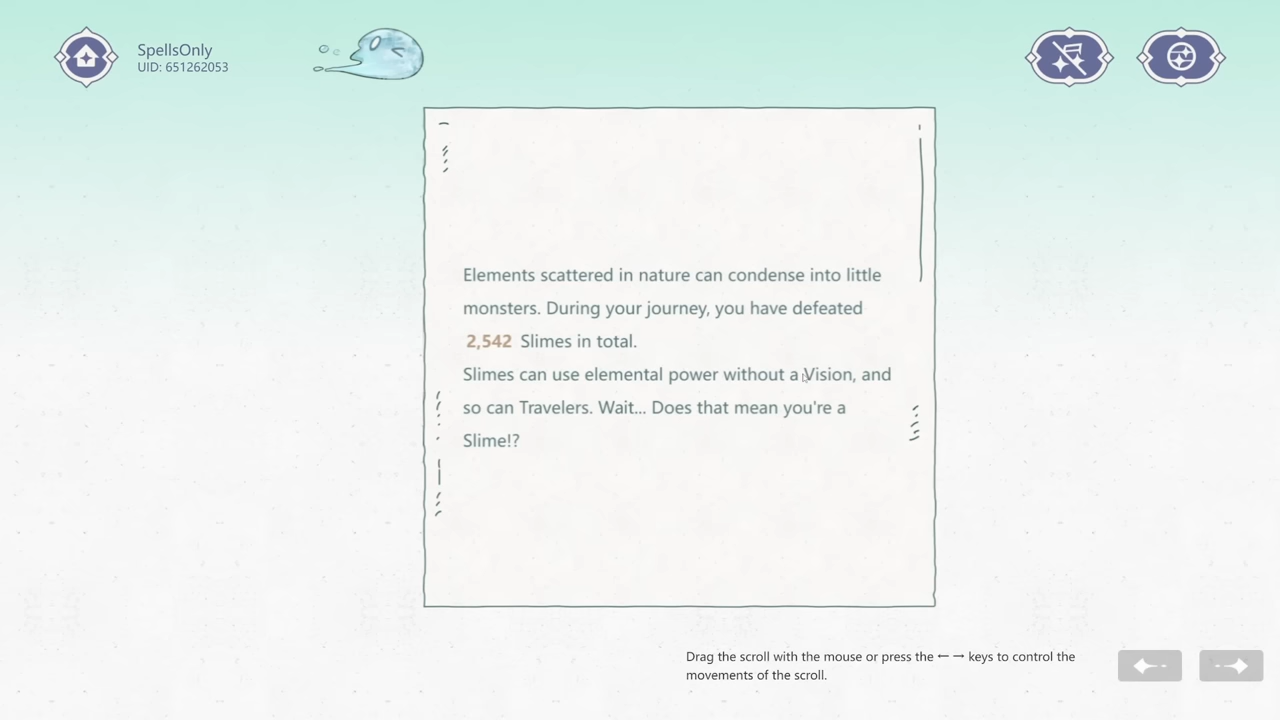 SpellsOnly
UID: 651262053
Elements scattered in nature can condense into little
monsters. During your journey, you have defeated
2,542 Slimes in total.
Slimes can use elemental power without a Vision, and
so can Travelers. Wait... Does that mean you're a
Slime!?
Drag the scroll with the mouse or press the ←→ keys to control the
movements of the scroll.